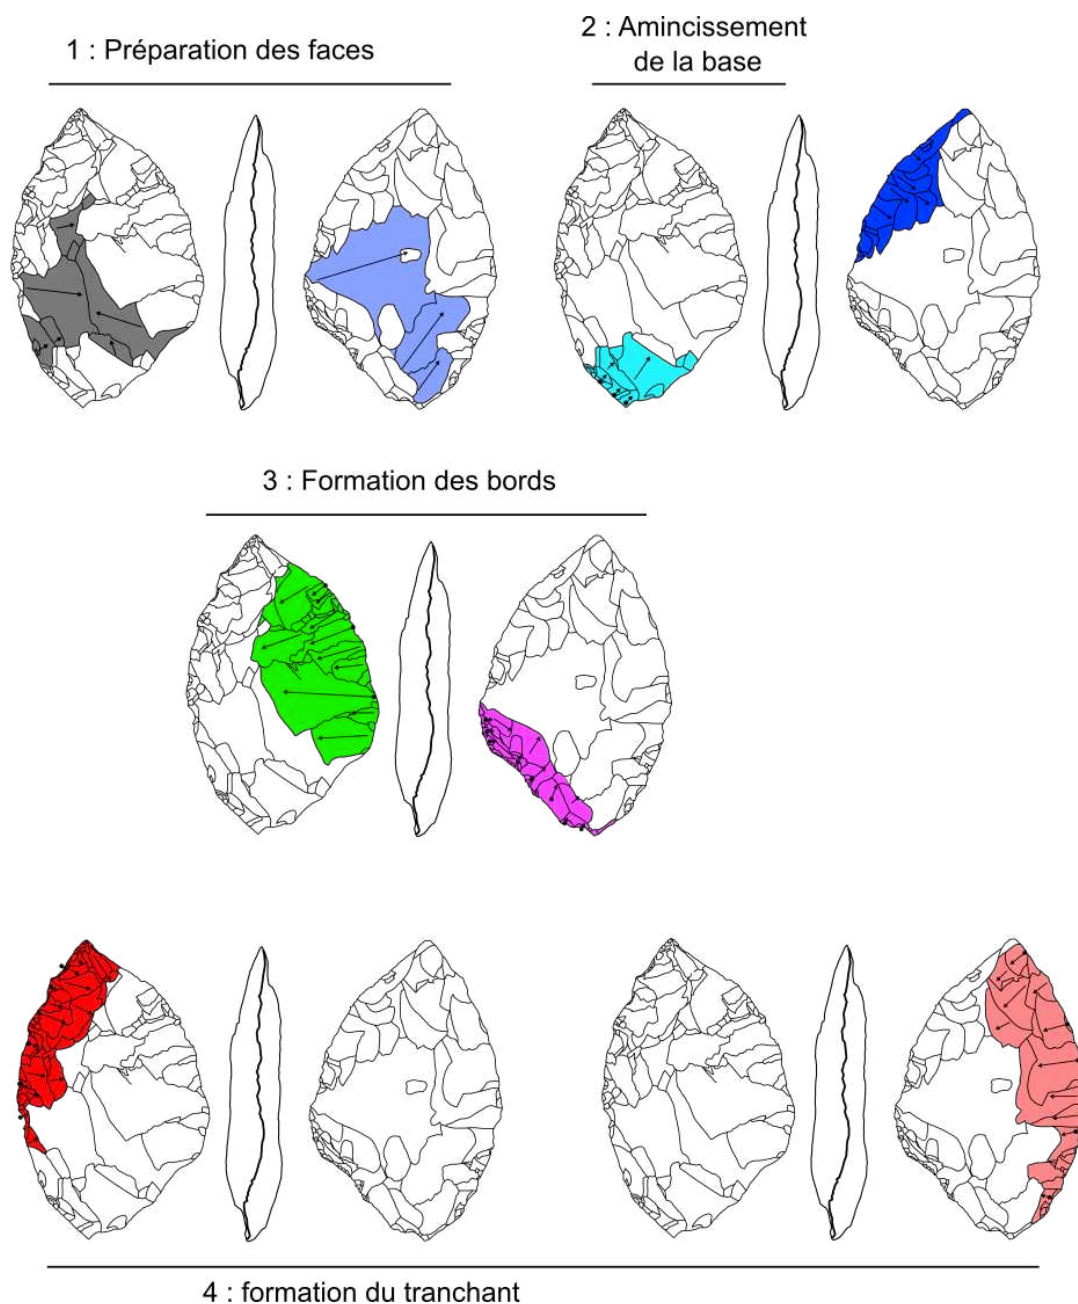 1 : Préparation des faces
2 : Amincissement
de la base
3 : Formation des bords
4 : formation du tranchant